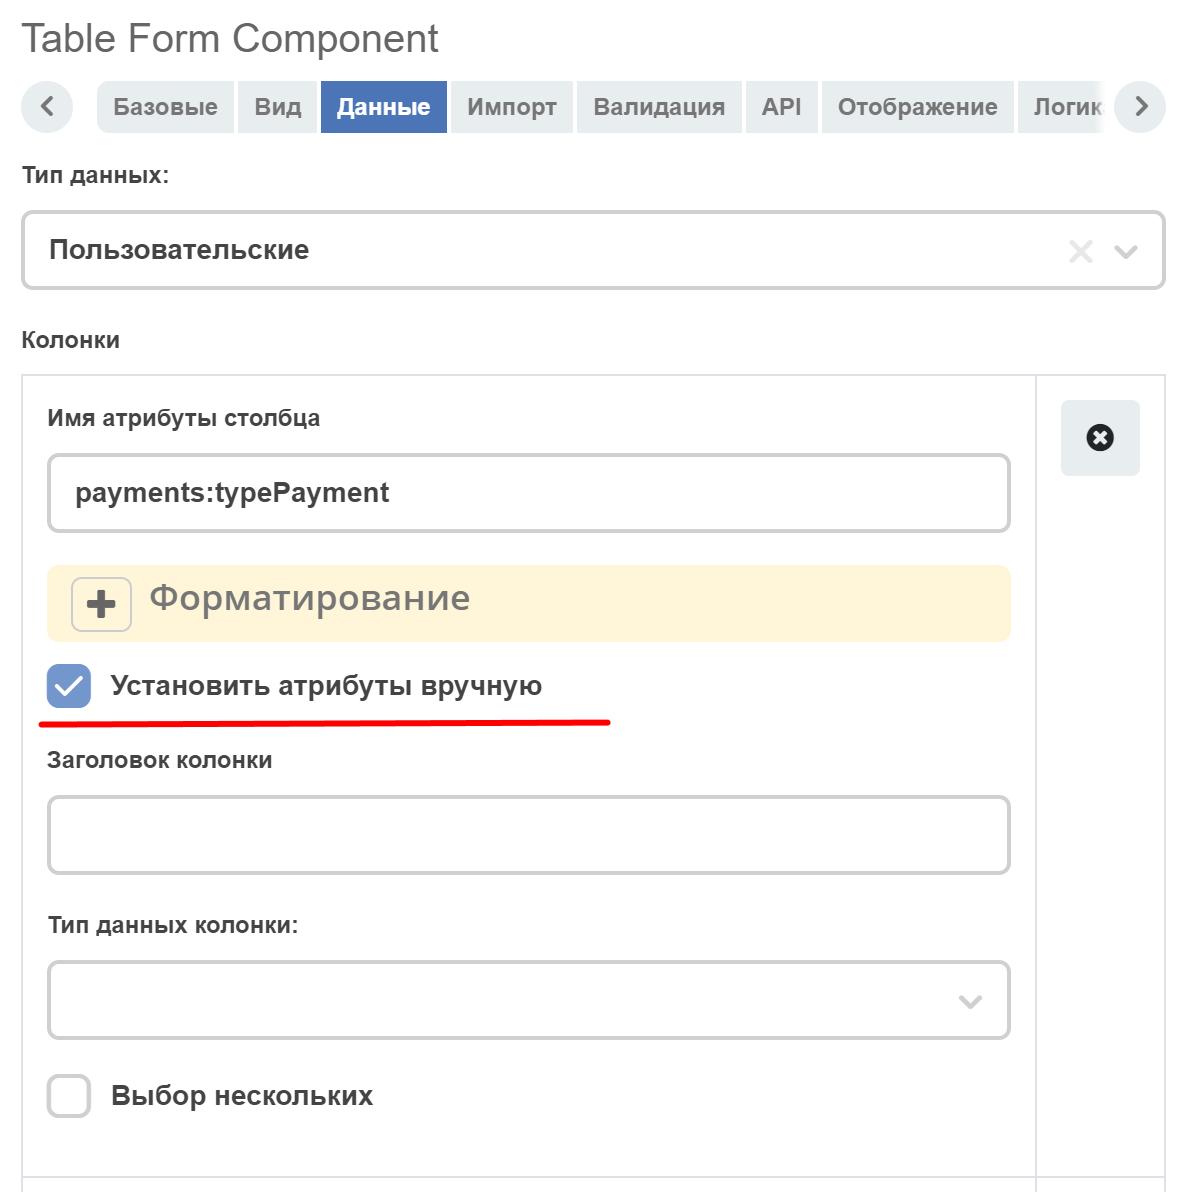 Table Form Component
Базовые Вид Данные Импорт Валидация API Отображение Логик
Тип данных:
Пользовательские
Колонки
Имя атрибуты столбца
payments:typePayment
Форматирование
Установить атрибуты вручную
Заголовок колонки
Тип данных колонки:
Выбор нескольких